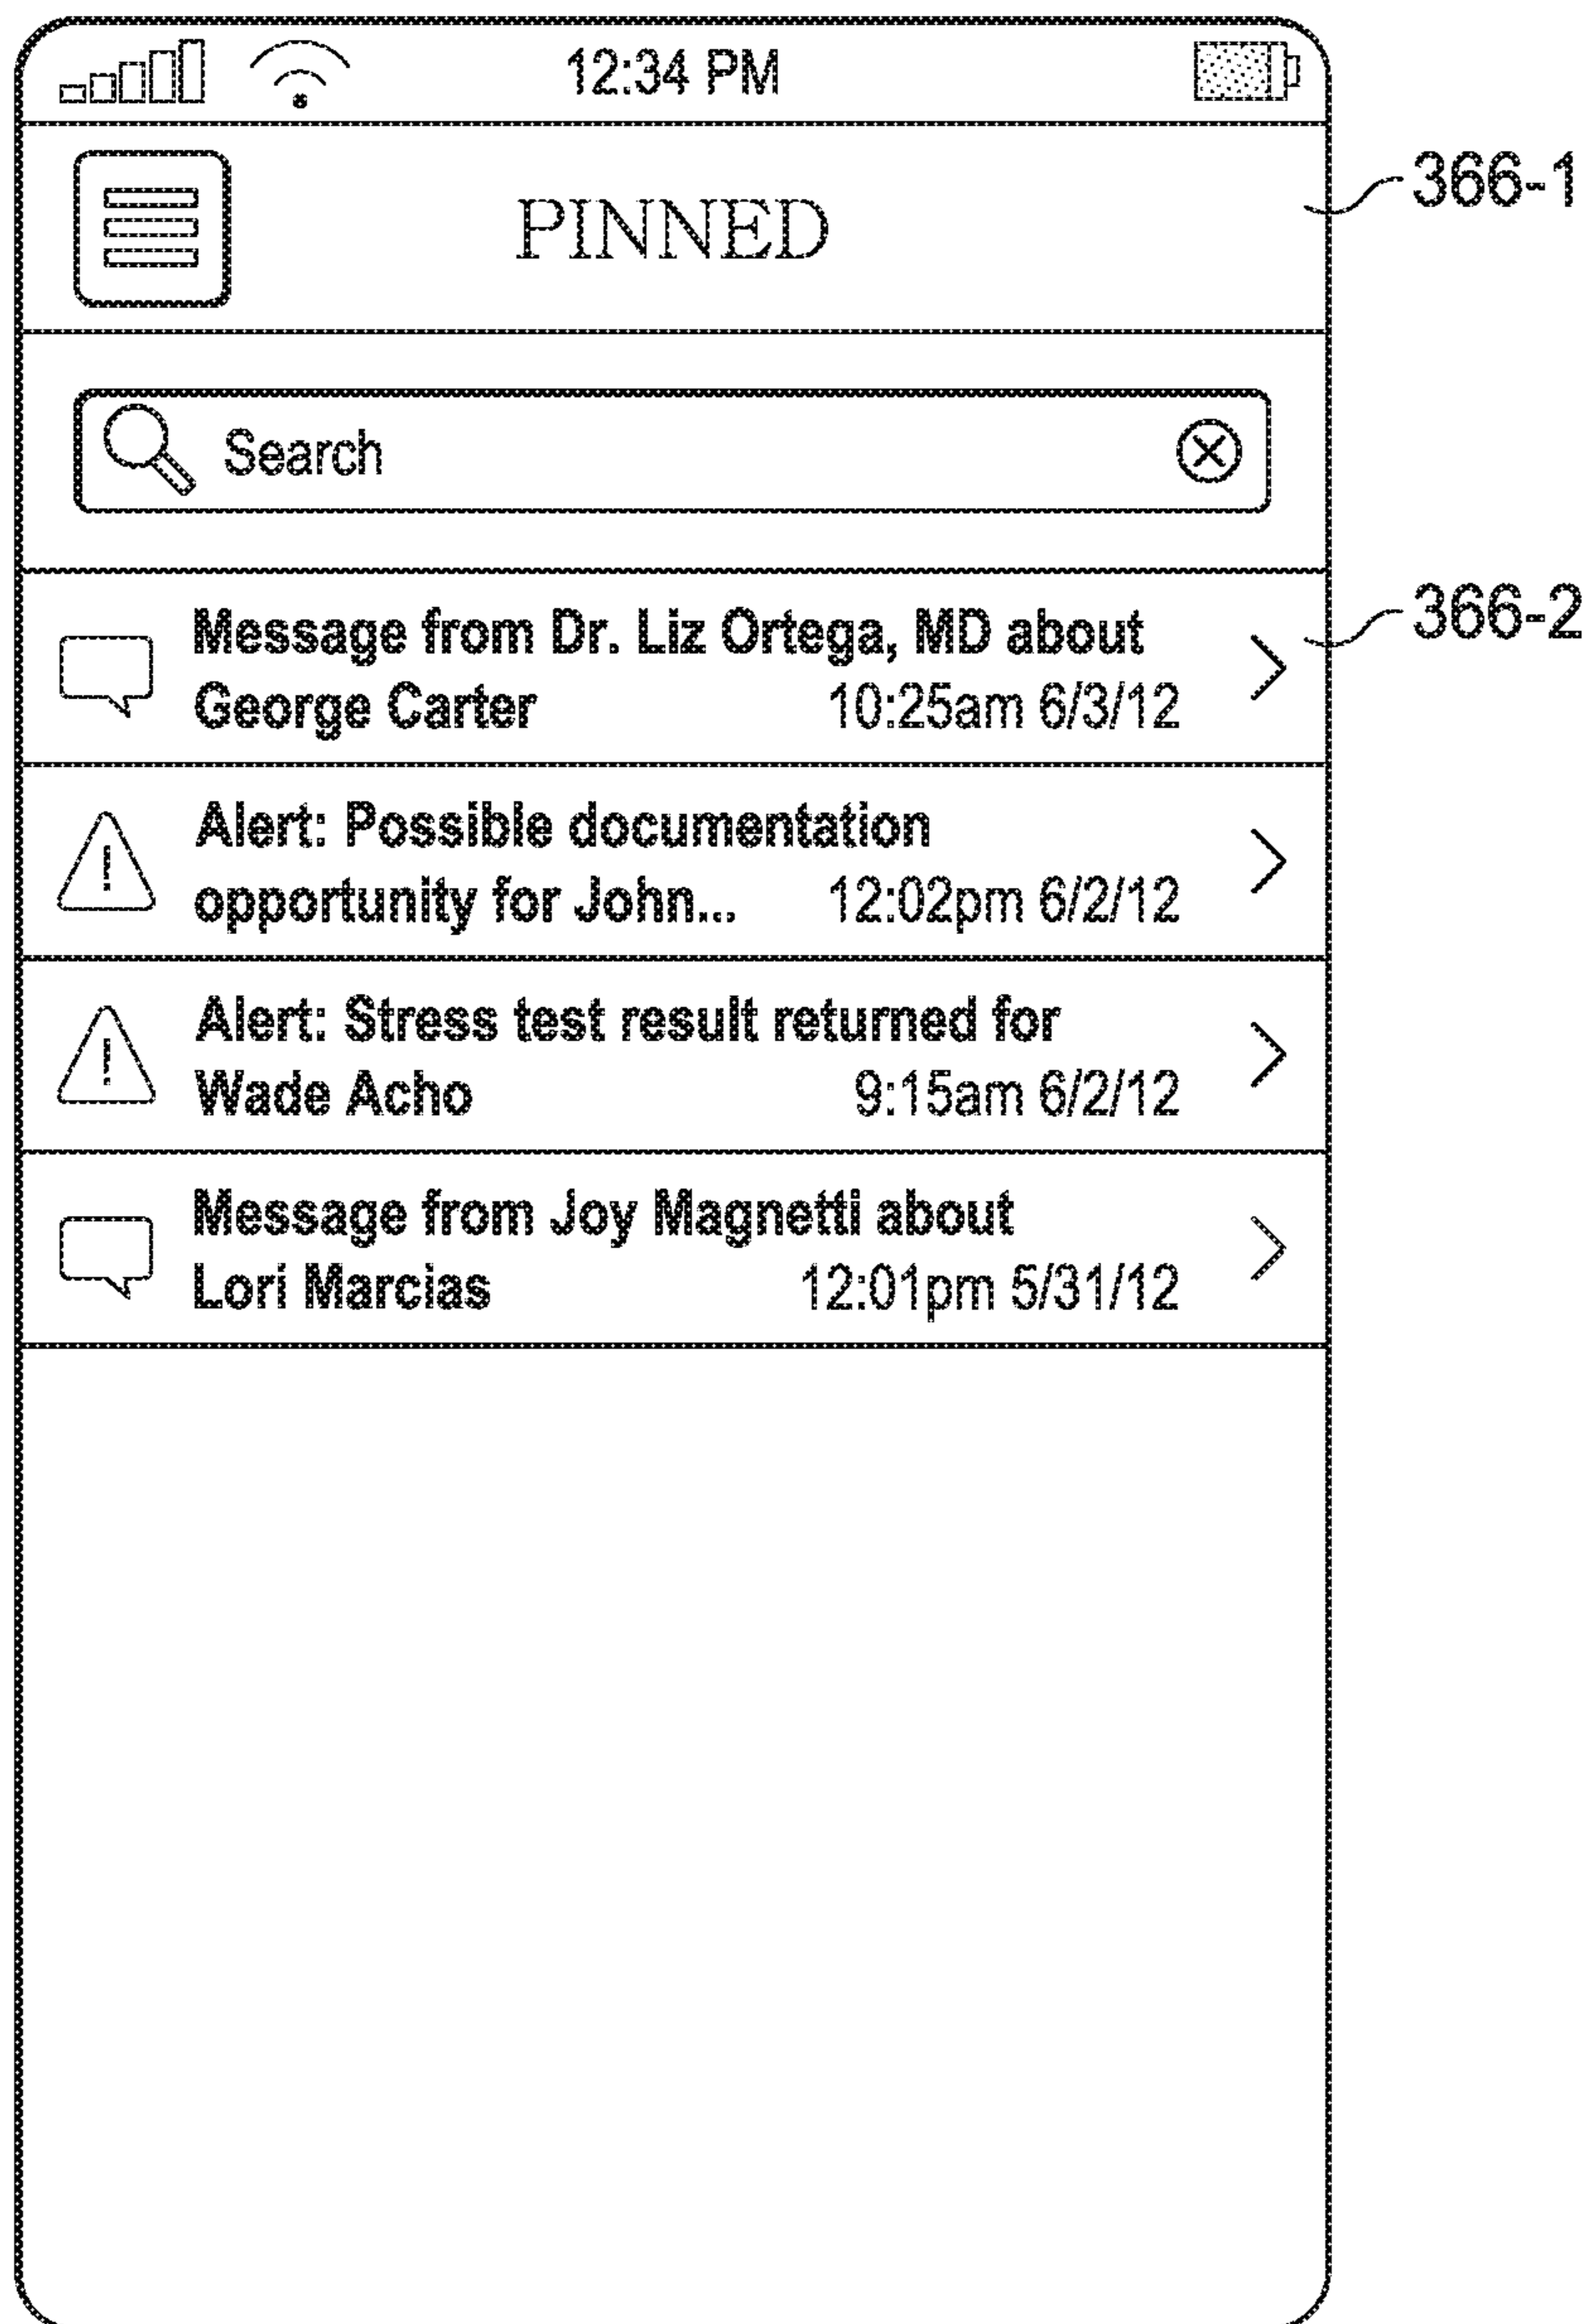 12:34 PM
PINNED
366-1
Search
Message from Dr. Liz Ortega, MD about
366-2
George Carter 10:25am 6/3/12
Alert: Possible documentation
opportunity for John... 12:02pm 6/2/12
Alert: Stress test result returned for
Wade Acho 9:15am 6/2/12
Message from Joy Magnetti about
Lori Marcias 12:01pm 5/31/12